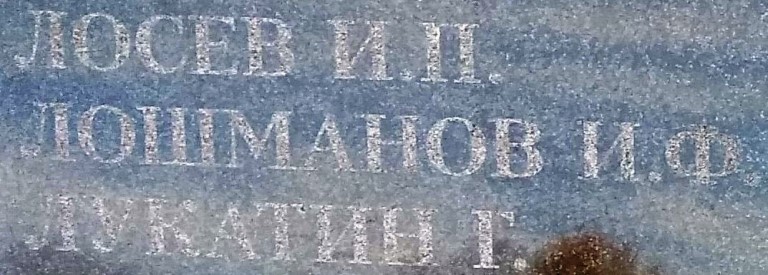 ЛОСЕВ И.П.
ЛОШМАНОВ И.Ф.
ЛУКАТИН Г.